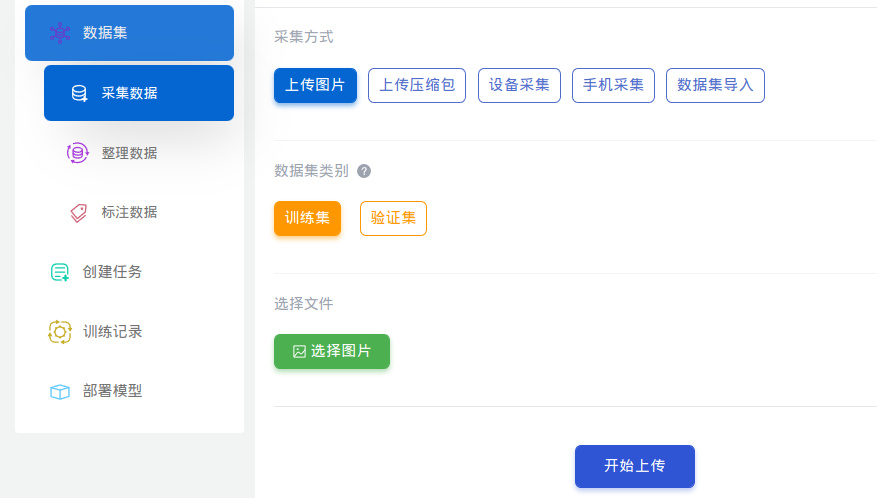 数据集
采集数据
整理数据
标注数据
创建任务
训练记录
部署模型
采集方式
上传图片 上传压缩包 设备采集 手机采集 数据集导入
数据集类别 ?
训练集 验证集
选择文件
选择图片
开始上传